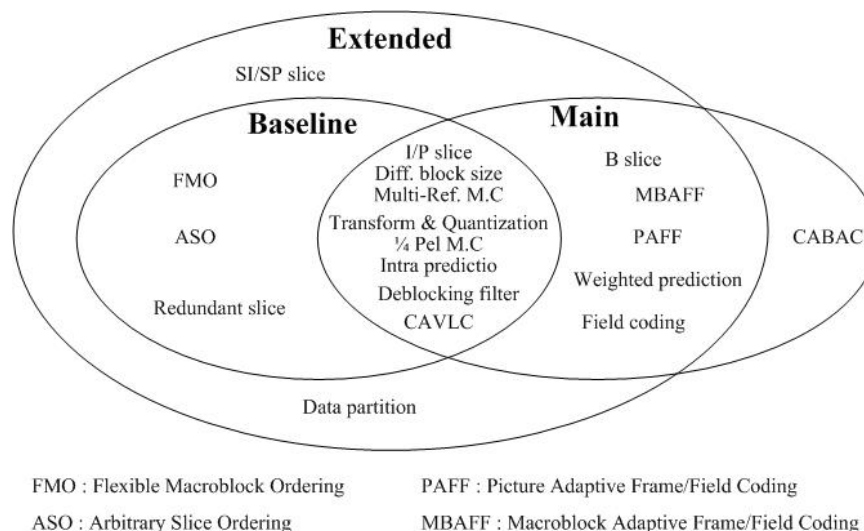 Extended
SI/SP slice
Baseline
Main
FMO
ASO
Redundant slice
I/P slice
Diff. block size
Multi-Ref. M.C
Transform & Quantization
¼ Pel M.C
Intra predictio
Deblocking filter
CAVLC
B slice
MBAFF
PAFF
Weighted prediction
Field coding
CABAC
Data partition
FMO : Flexible Macroblock Ordering
PAFF : Picture Adaptive Frame/Field Coding
ASO : Arbitrary Slice Ordering
MBAFF : Macroblock Adaptive Frame/Field Coding